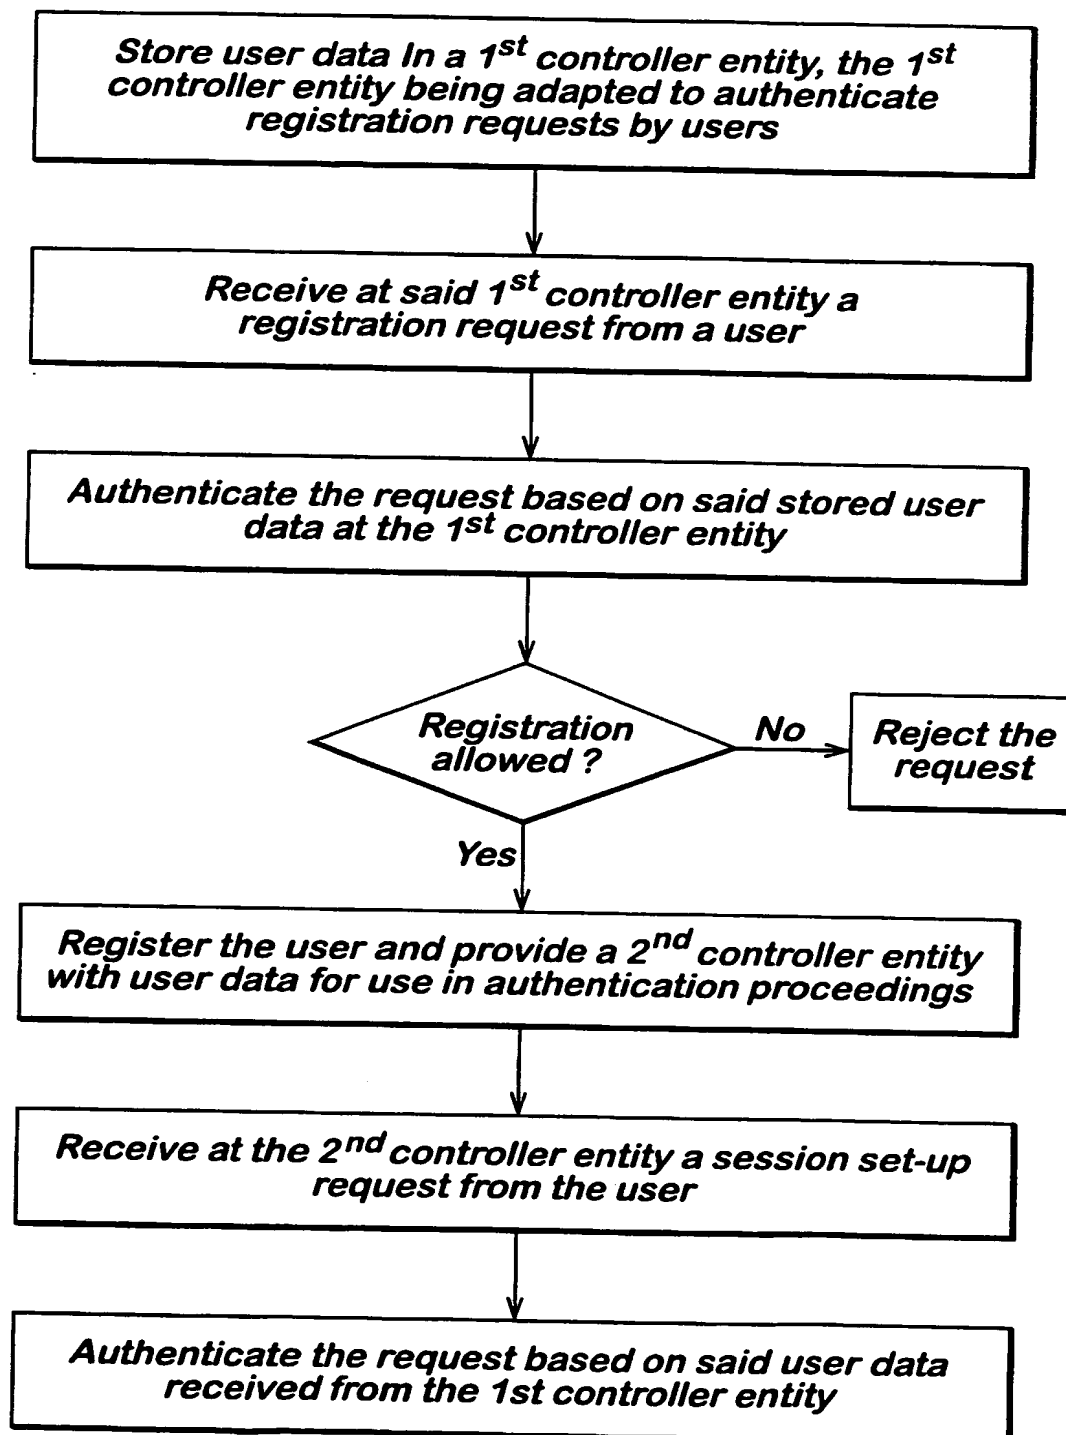 Store user data In a 1st controller entity, the 1st
controller entity being adapted to authenticate
registration requests by users
Receive at said 1st controller entity a
registration request from a user
Authenticate the request based on said stored user
data at the 1st controller entity
Registration
allowed ?
No
Reject the
request
Yes
Register the user and provide a 2nd controller entity
with user data for use in authentication proceedings
Receive at the 2nd controller entity a session set-up
request from the user
Authenticate the request based on said user data
received from the 1st controller entity